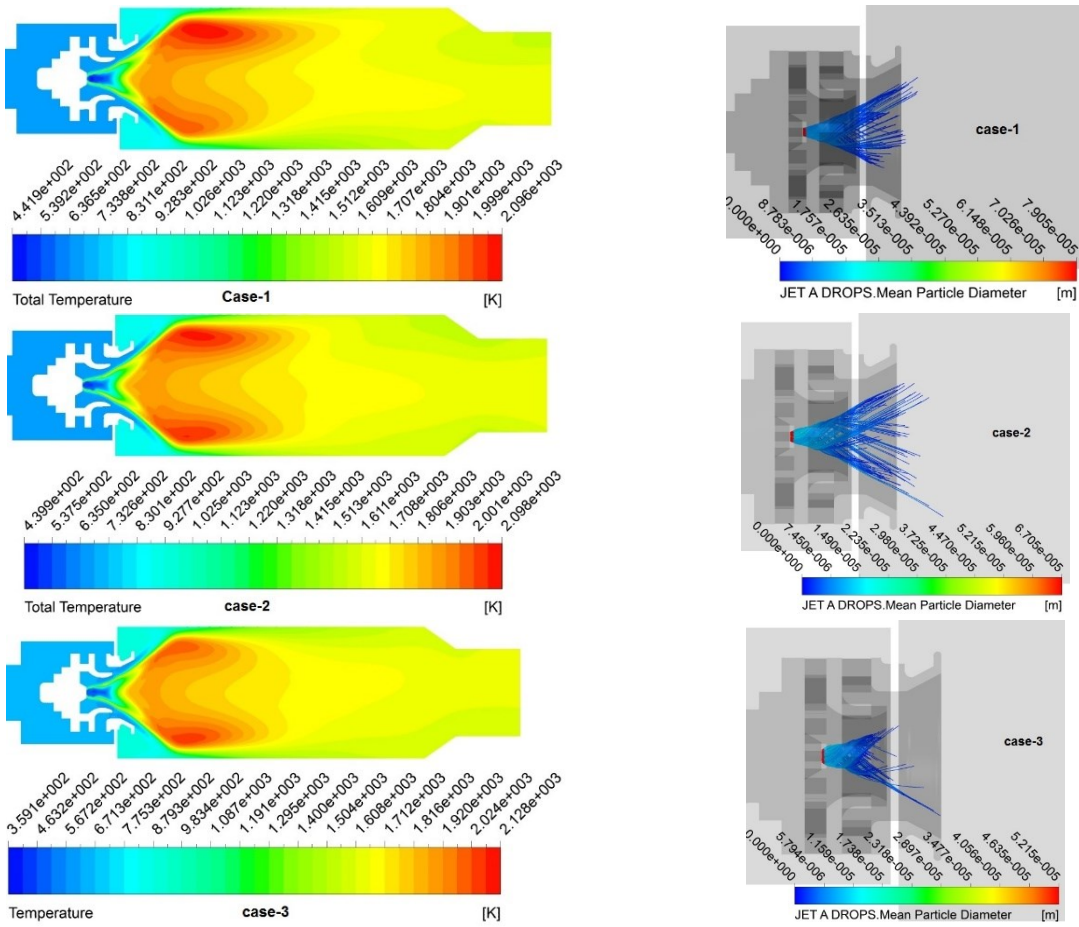 4.419e+002 5.392e+002 6.365e+002 7.338e+002 8.311e+002 9.283e+002 1.026e+003 1.123e+003 1.220e+003 1.318e+003 1.415e+003 1.512e+003 1.609e+003 1.707e+003 1.804e+003 1.901e+003 1.999e+003 2.096e+003
Total Temperature Case-1 [K]
case-1
0.000e+000 8.783e-006 1.757e-005 2.635e-005 3.513e-005 4.392e-005 5.270e-005 6.148e-005 7.026e-005 7.905e-005
JET A DROPS.Mean Particle Diameter [m]
4.399e+002 5.375e+002 6.350e+002 7.326e+002 8.301e+002 9.277e+002 1.025e+003 1.123e+003 1.220e+003 1.318e+003 1.415e+003 1.513e+003 1.611e+003 1.708e+003 1.806e+003 1.903e+003 2.001e+003 2.098e+003
Total Temperature case-2 [K]
case-2
0.000e+000 7.450e-006 1.490e-005 2.235e-005 2.980e-005 3.725e-005 4.470e-005 5.215e-005 5.960e-005 6.705e-005
JET A DROPS.Mean Particle Diameter [m]
3.591e+002 4.632e+002 5.672e+002 6.713e+002 7.753e+002 8.793e+002 9.834e+002 1.087e+003 1.191e+003 1.295e+003 1.400e+003 1.504e+003 1.608e+003 1.712e+003 1.816e+003 1.920e+003 2.024e+003 2.128e+003
Temperature case-3 [K]
case-3
0.000e+000 5.794e-006 1.159e-005 1.738e-005 2.318e-005 2.897e-005 3.477e-005 4.056e-005 4.635e-005 5.215e-005
JET A DROPS.Mean Particle Diameter [m]